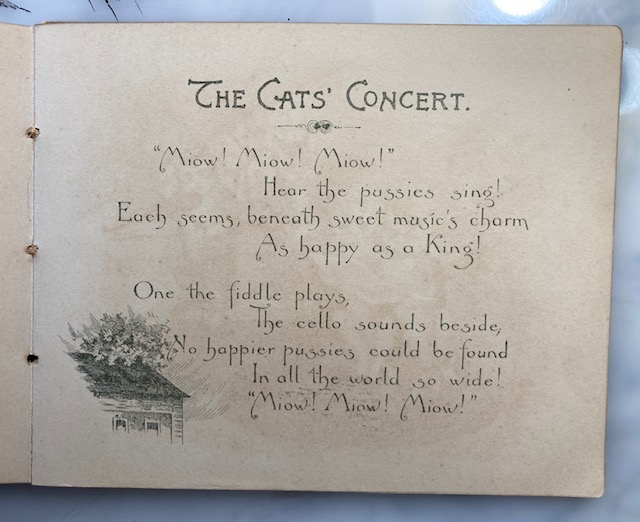 THE CATS' CONCERT.
"Miow! Miow! Miow!"
Hear the pussies sing!
Each seems, beneath sweet music's charm
As happy as a King!
One the fiddle plays,
The cello sounds beside,
No happier pussies could be found
In all the world so wide!
"Miow! Miow! Miow!"